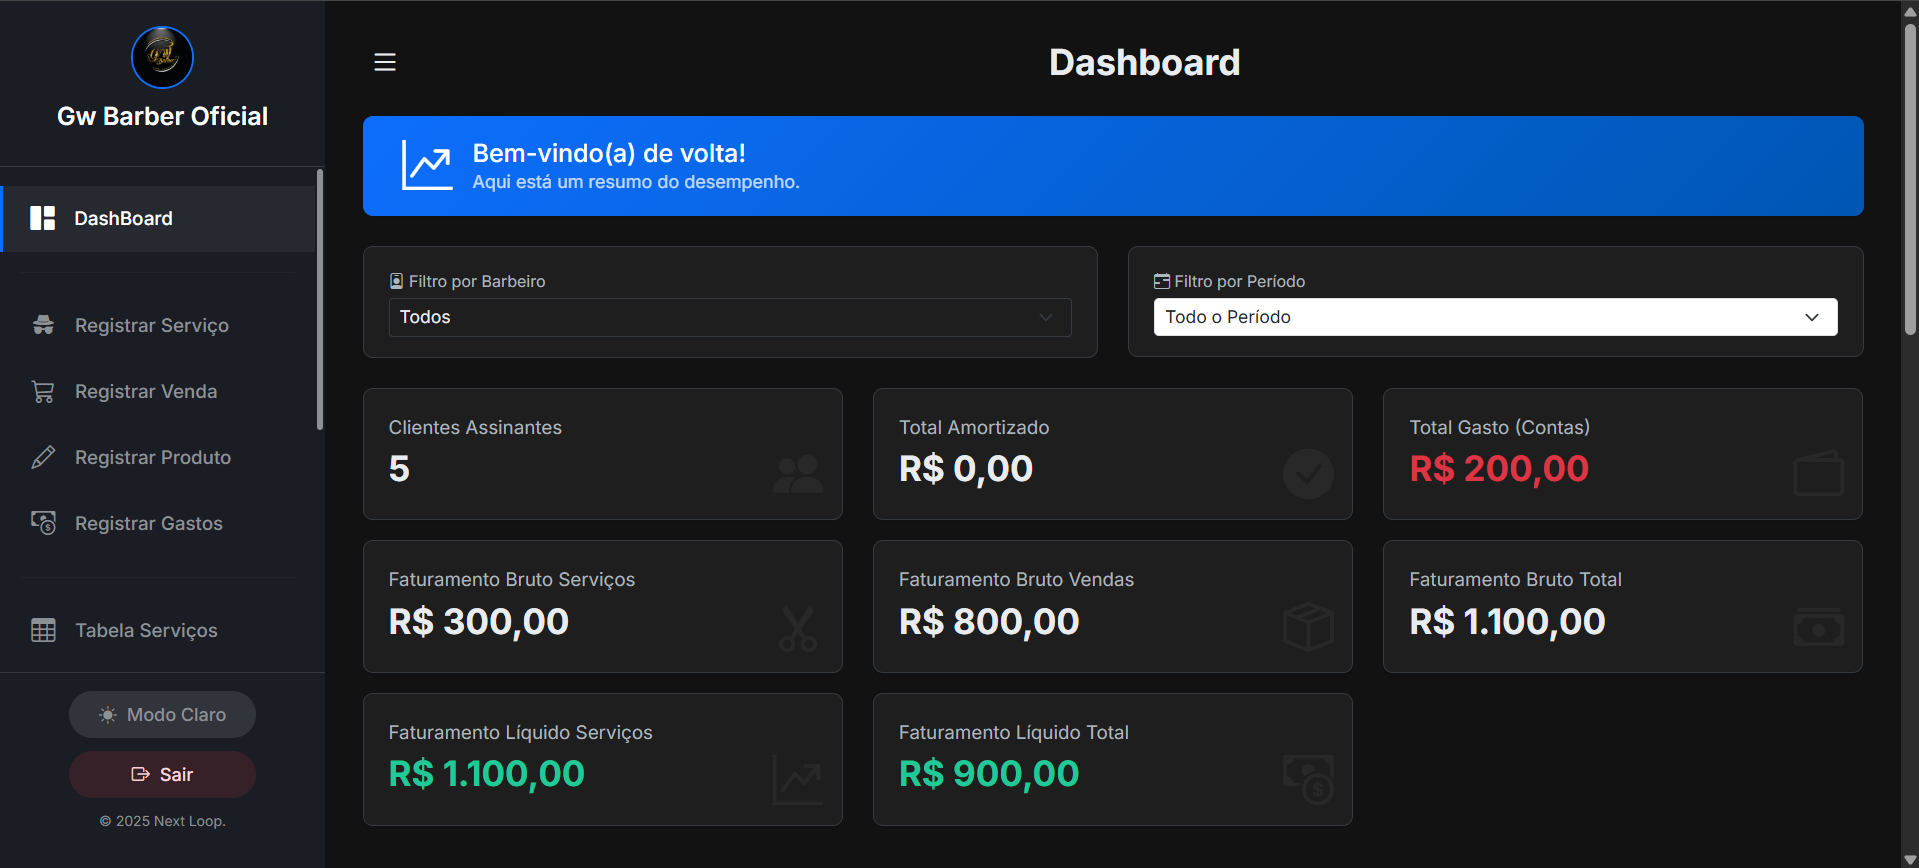 Gw Barber Oficial
DashBoard
Registrar Serviço
Registrar Venda
Registrar Produto
Registrar Gastos
Tabela Serviços
Modo Claro
Sair
© 2025 Next Loop.
Dashboard
Bem-vindo(a) de volta!
Aqui está um resumo do desempenho.
Filtro por Barbeiro
Todos
Filtro por Período
Todo o Período
Clientes Assinantes
5
Total Amortizado
R$ 0,00
Total Gasto (Contas)
R$ 200,00
Faturamento Bruto Serviços
R$ 300,00
Faturamento Bruto Vendas
R$ 800,00
Faturamento Bruto Total
R$ 1.100,00
Faturamento Líquido Serviços
R$ 1.100,00
Faturamento Líquido Total
R$ 900,00